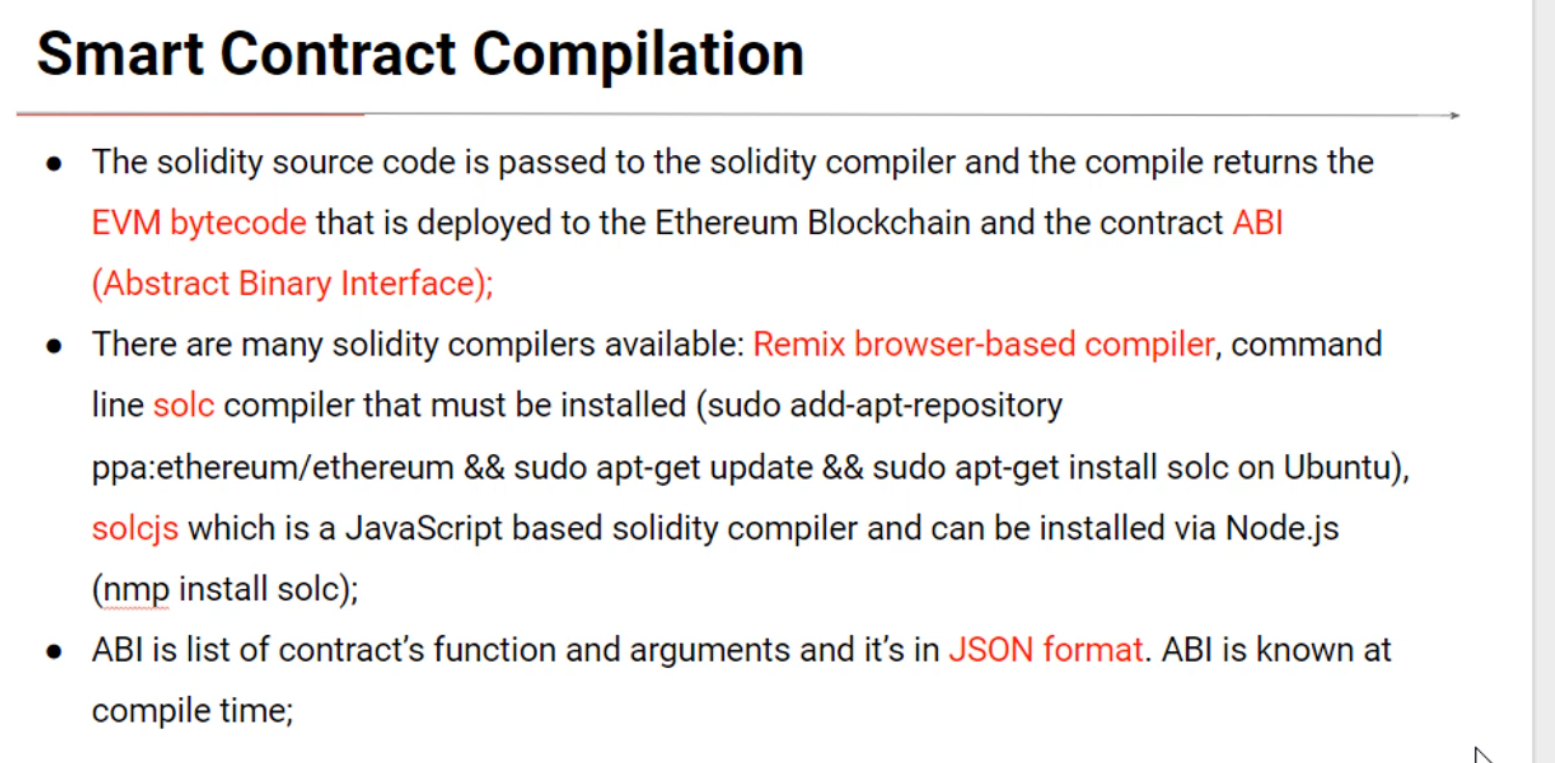 Smart Contract Compilation
● The solidity source code is passed to the solidity compiler and the compile returns the
EVM bytecode that is deployed to the Ethereum Blockchain and the contract ABI
(Abstract Binary Interface);
● There are many solidity compilers available: Remix browser-based compiler, command
line solc compiler that must be installed (sudo add-apt-repository
ppa:ethereum/ethereum && sudo apt-get update && sudo apt-get install solc on Ubuntu),
solcjs which is a JavaScript based solidity compiler and can be installed via Node.js
(nmp install solc);
● ABI is list of contract’s function and arguments and it’s in JSON format. ABI is known at
compile time;